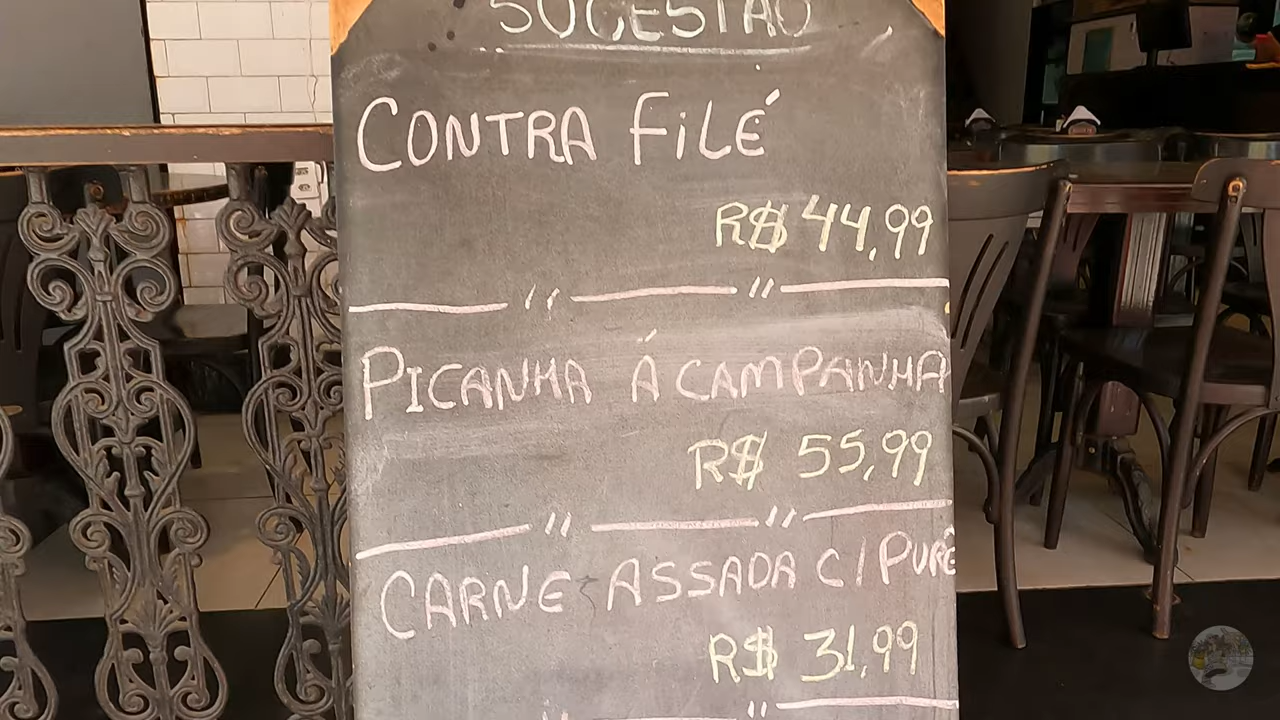 SUGESTÃO
CONTRA FILÉ
R$ 44,99
PICANHA Á CAMPANHA
R$ 55,99
CARNE ASSADA C/ PURÊ
R$ 31,99